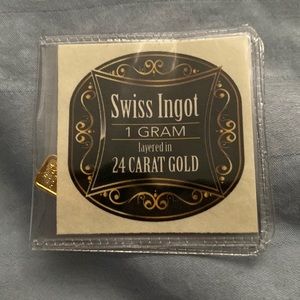 Swiss Ingot
1 GRAM
layered in
24 CARAT GOLD